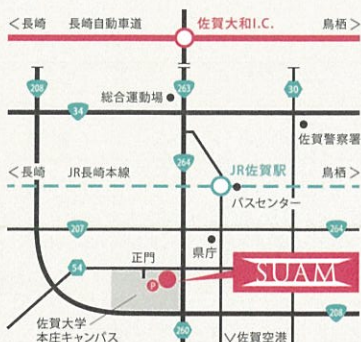 <長崎 長崎自動車道 佐賀大和I.C. 鳥栖>
208 263 30
総合運動場
34
佐賀警察署
264
<長崎 JR長崎本線 JR佐賀駅 鳥栖>
バスセンター
207 264
県庁
正門
54
SUAM
P
208
佐賀大学
本庄キャンパス
260
∨佐賀空港